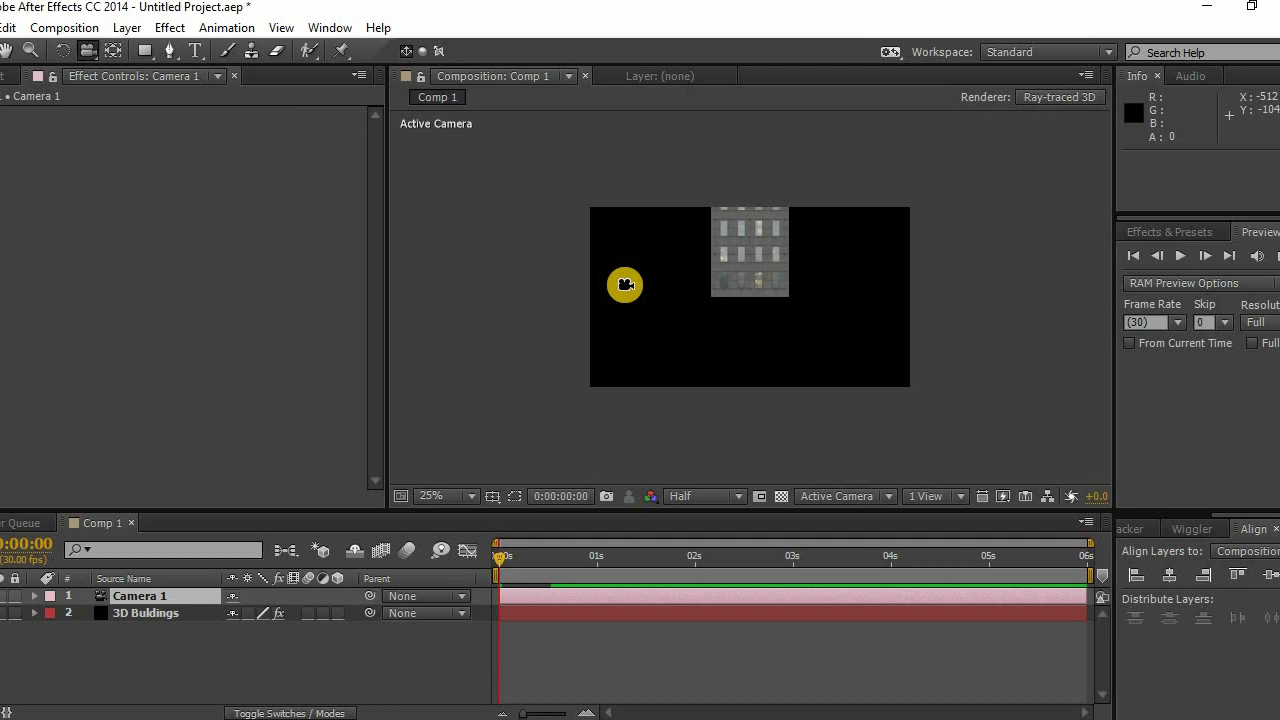 obe After Effects CC 2014 - Untitled Project.aep *
Edit Composition Layer Effect Animation View Window Help
T
Workspace: Standard Search Help
t Effect Controls: Camera 1 Composition: Comp 1 Layer: (none) Info Audio
• Camera 1
Comp 1 Renderer: Ray-traced 3D
R: X: -512
G: Y: -104
B:
A: 0
Active Camera
Effects & Presets Preview
RAM Preview Options
Frame Rate Skip Resolut
(30) 0 Full
From Current Time Full
25% 0:00:00:00 Half Active Camera 1 View +0.0
er Queue Comp 1 acker Wiggler Align
0:00:00
(30.00 fps)
:00s 01s 02s 03s 04s 05s 06s
Align Layers to: Composition
# Source Name fx Parent
1 Camera 1 None
Distribute Layers:
2 3D Buldings fx None
Toggle Switches / Modes